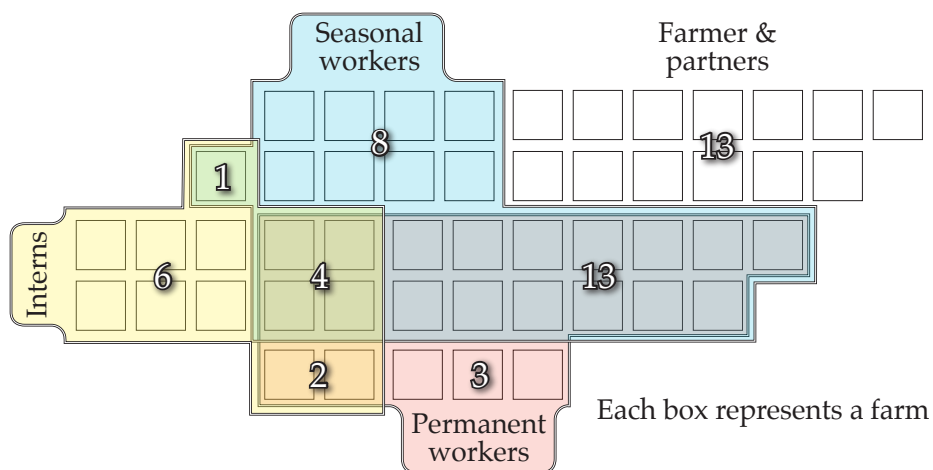 Seasonal
workers
Farmer &
partners
8
13
1
Interns
6
4
13
2
3
Permanent
workers
Each box represents a farm